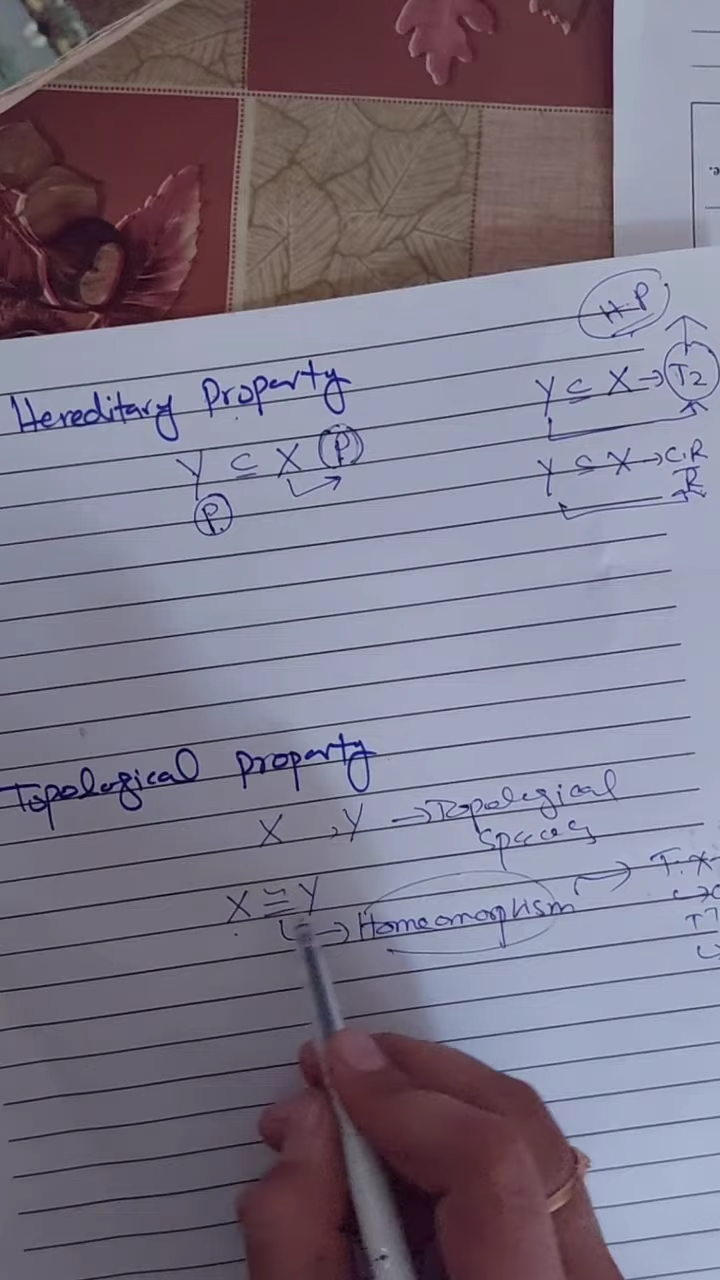 H.P
Hereditary Property
Y ⊆ X → T2
Y ⊆ X P
P
Y ⊆ X → C.R
R
Topological Property
X , Y → Topological
Spaces
X ≅ Y
↳ → Homeomorphism → T: X